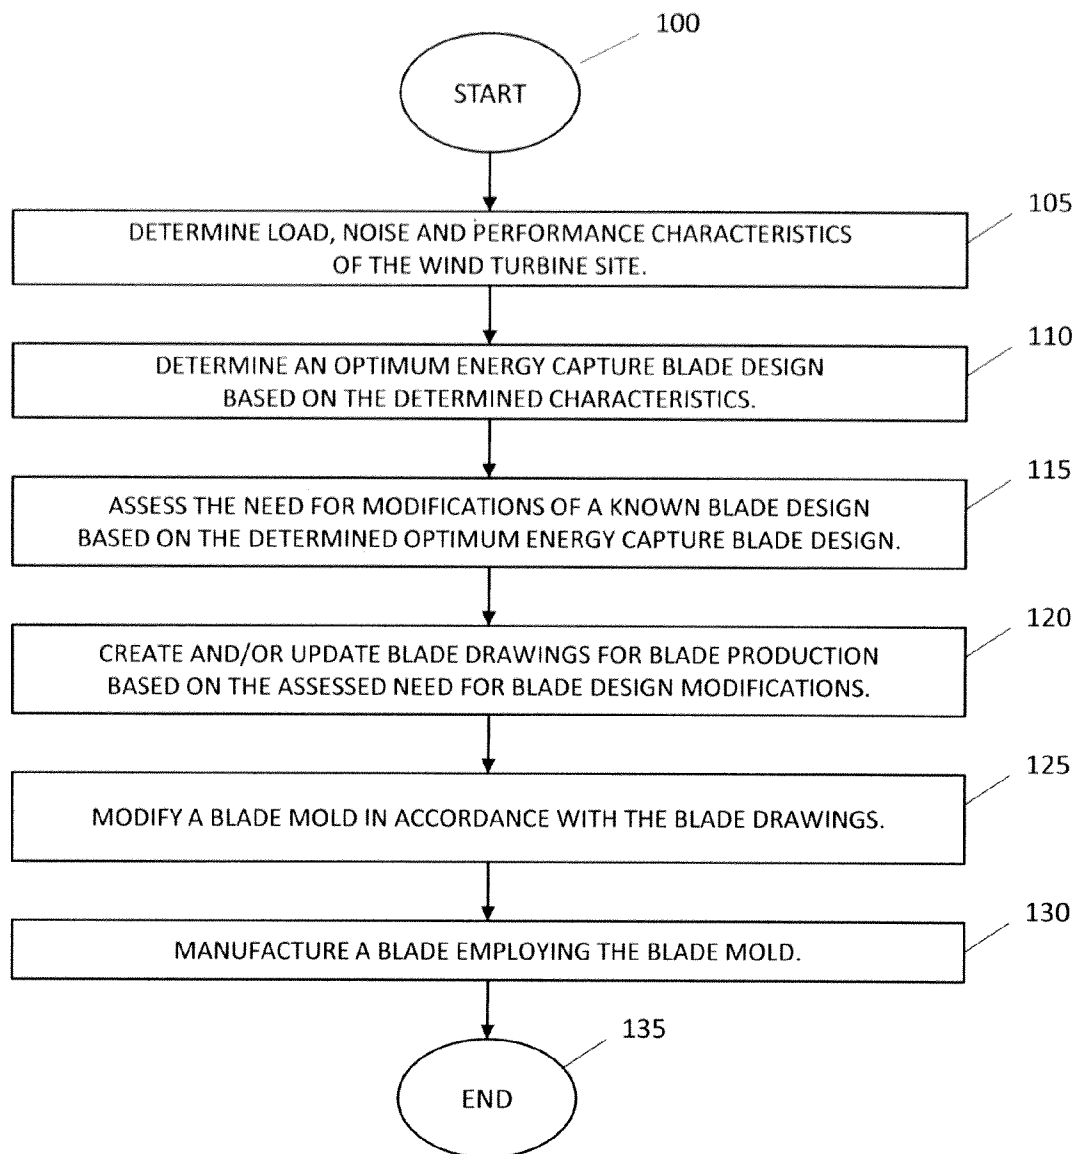 100
START
105
DETERMINE LOAD, NOISE AND PERFORMANCE CHARACTERISTICS
OF THE WIND TURBINE SITE.
110
DETERMINE AN OPTIMUM ENERGY CAPTURE BLADE DESIGN
BASED ON THE DETERMINED CHARACTERISTICS.
115
ASSESS THE NEED FOR MODIFICATIONS OF A KNOWN BLADE DESIGN
BASED ON THE DETERMINED OPTIMUM ENERGY CAPTURE BLADE DESIGN.
120
CREATE AND/OR UPDATE BLADE DRAWINGS FOR BLADE PRODUCTION
BASED ON THE ASSESSED NEED FOR BLADE DESIGN MODIFICATIONS.
125
MODIFY A BLADE MOLD IN ACCORDANCE WITH THE BLADE DRAWINGS.
130
MANUFACTURE A BLADE EMPLOYING THE BLADE MOLD.
135
END